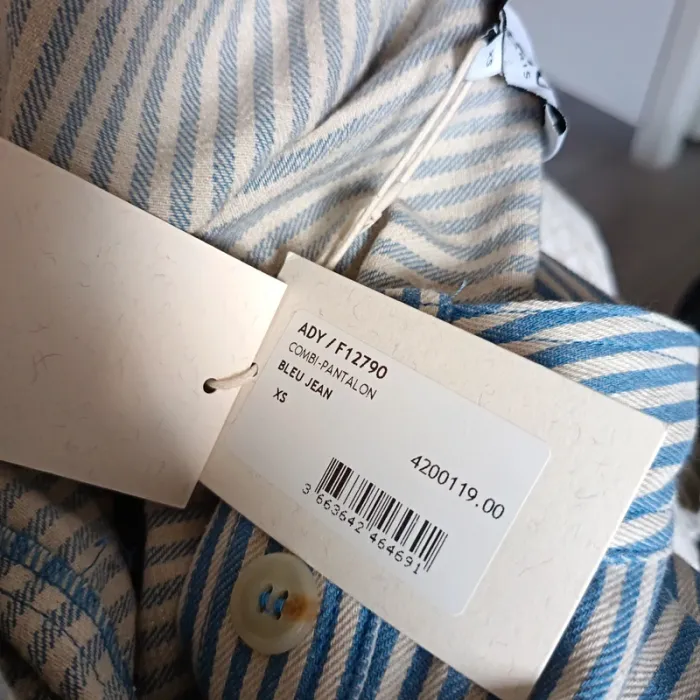 ADY / F12790
COMBI-PANTALON
BLEU JEAN
XS
4200119.00
3 663642 464691